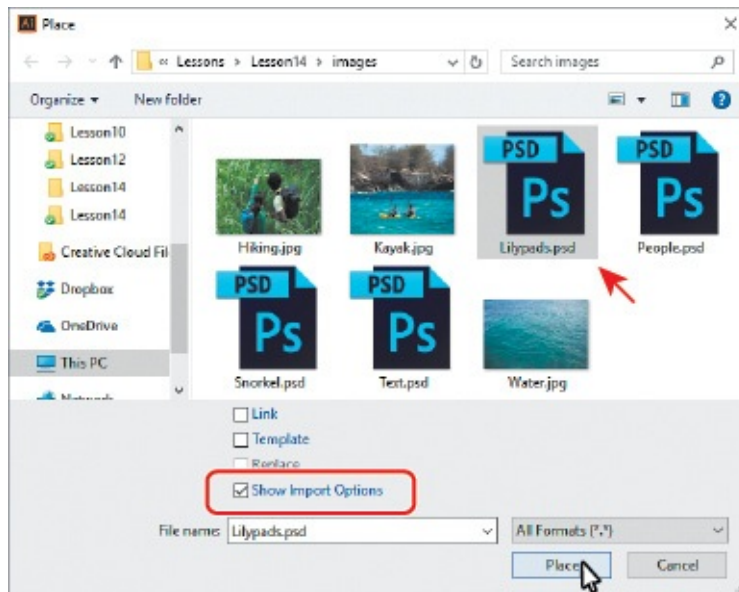 Ai Place
« Lessons > Lesson14 > images
Search images
Organize
New folder
Lesson10
Lesson12
Lesson14
Lesson14
Creative Cloud Fil
Dropbox
OneDrive
This PC
Network
PSD
Ps
PSD
Ps
Hiking.jpg
Kayak.jpg
Lilypads.psd
People.psd
PSD
Ps
PSD
Ps
Snorkel.psd
Text.psd
Water.jpg
Link
Template
Replace
Show Import Options
File name: Lilypads.psd
All Formats (*.*)
Place
Cancel